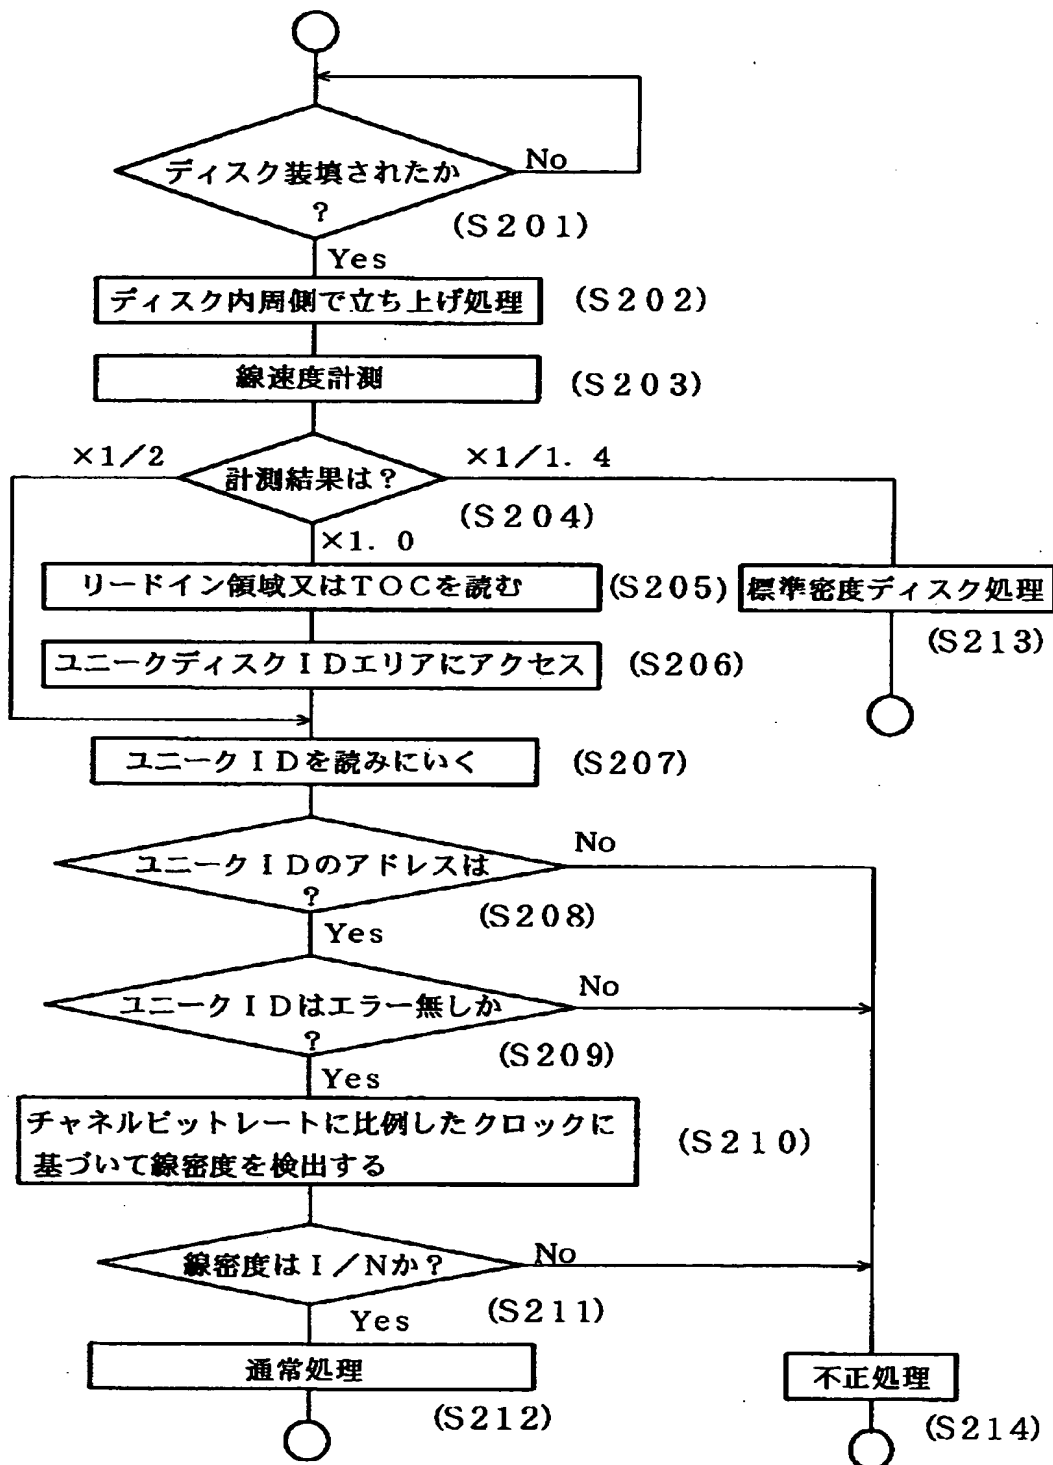 ディスク装填されたか
?
No
(S201)
Yes
ディスク内周側で立ち上げ処理
(S202)
線速度計測
(S203)
×1/2
計測結果は?
×1/1.4
(S204)
×1.0
リードイン領域又はTOCを読む
(S205)
標準密度ディスク処理
(S213)
ユニークディスクIDエリアにアクセス
(S206)
ユニークIDを読みにいく
(S207)
ユニークIDのアドレスは
?
No
(S208)
Yes
ユニークIDはエラー無しか
?
No
(S209)
Yes
チャネルビットレートに比例したクロックに
基づいて線密度を検出する
(S210)
線密度はI/Nか?
No
(S211)
Yes
通常処理
(S212)
不正処理
(S214)